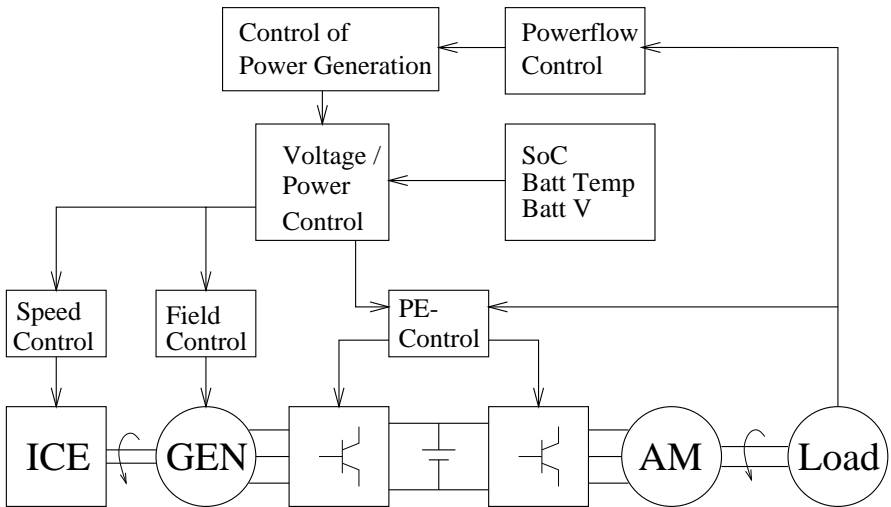 Control of
Power Generation
Powerflow
Control
Voltage /
Power
Control
SoC
Batt Temp
Batt V
Speed
Control
Field
Control
PE-
Control
ICE
GEN
AM
Load